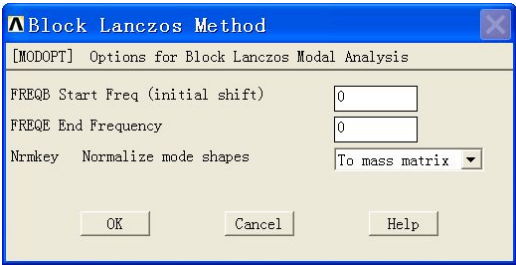 Block Lanczos Method
[MODOPT] Options for Block Lanczos Modal Analysis
FREQB Start Freq (initial shift) 0
FREQE End Frequency 0
Nrmkey Normalize mode shapes To mass matrix
OK Cancel Help